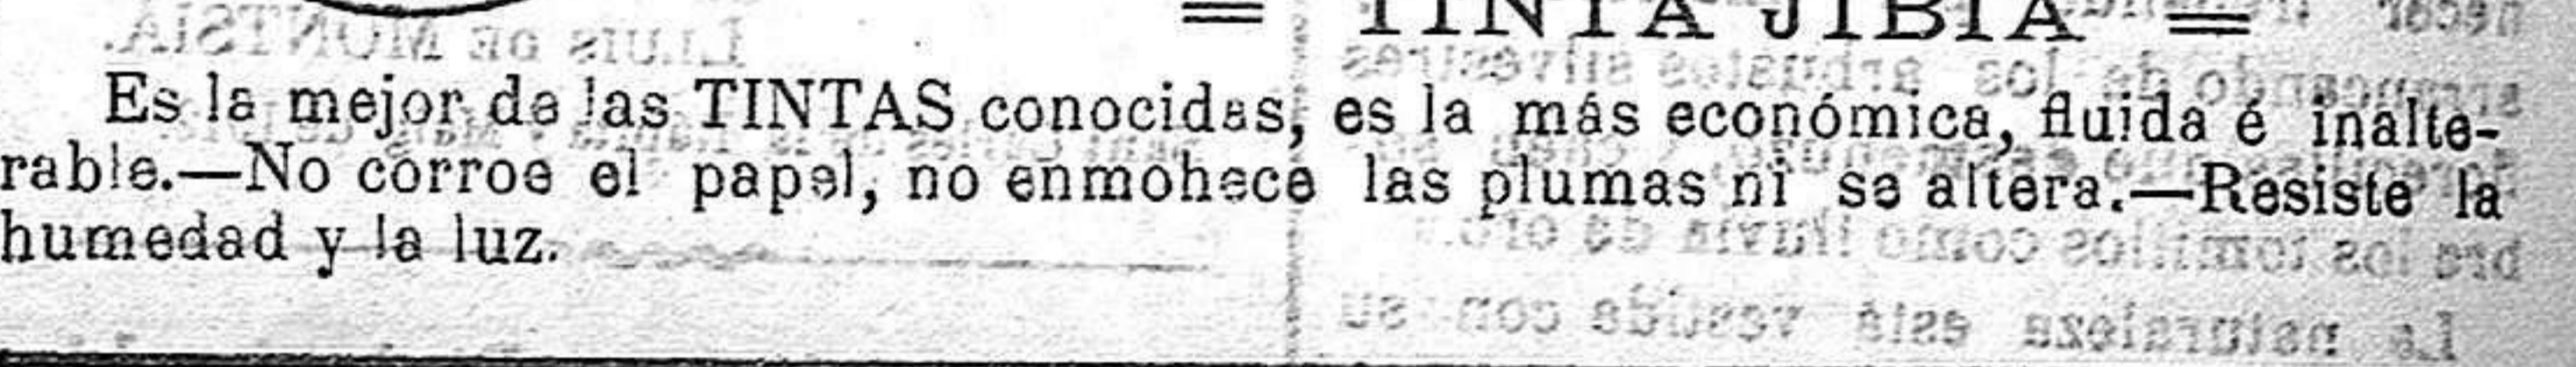 = TINTA JIBIA =
Es la mejor de las TINTAS conocidas, es la más económica, fluida é inalte-
rable.—No corroe el papel, no enmohece las plumas ni se altera.—Resiste la
humedad y la luz.